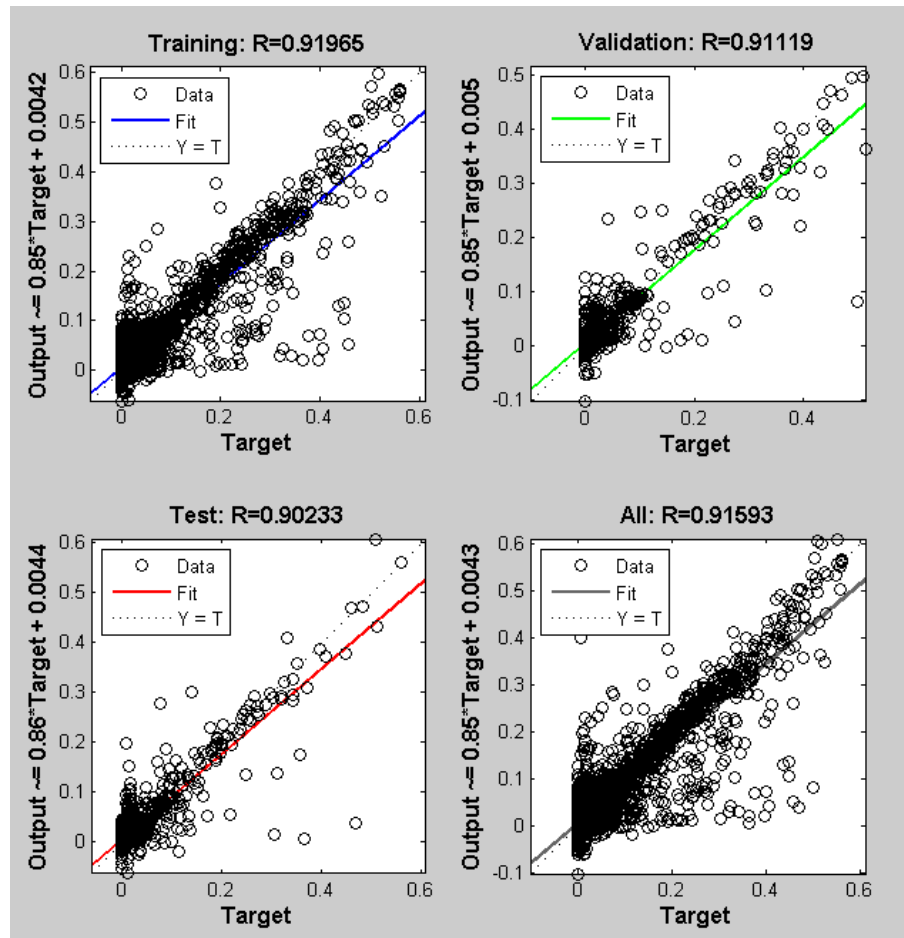 Training: R=0.91965
Output ~= 0.85*Target + 0.0042
0.6
0.5
0.4
0.3
0.2
0.1
0
Data
Fit
Y = T
0
0.2
0.4
0.6
Target
Validation: R=0.91119
Output ~= 0.85*Target + 0.005
0.5
0.4
0.3
0.2
0.1
0
-0.1
Data
Fit
Y = T
0
0.2
0.4
Target
Test: R=0.90233
Output ~= 0.86*Target + 0.0044
0.6
0.5
0.4
0.3
0.2
0.1
0
Data
Fit
Y = T
0
0.2
0.4
0.6
Target
All: R=0.91593
Output ~= 0.85*Target + 0.0043
0.6
0.5
0.4
0.3
0.2
0.1
0
-0.1
Data
Fit
Y = T
0
0.2
0.4
0.6
Target